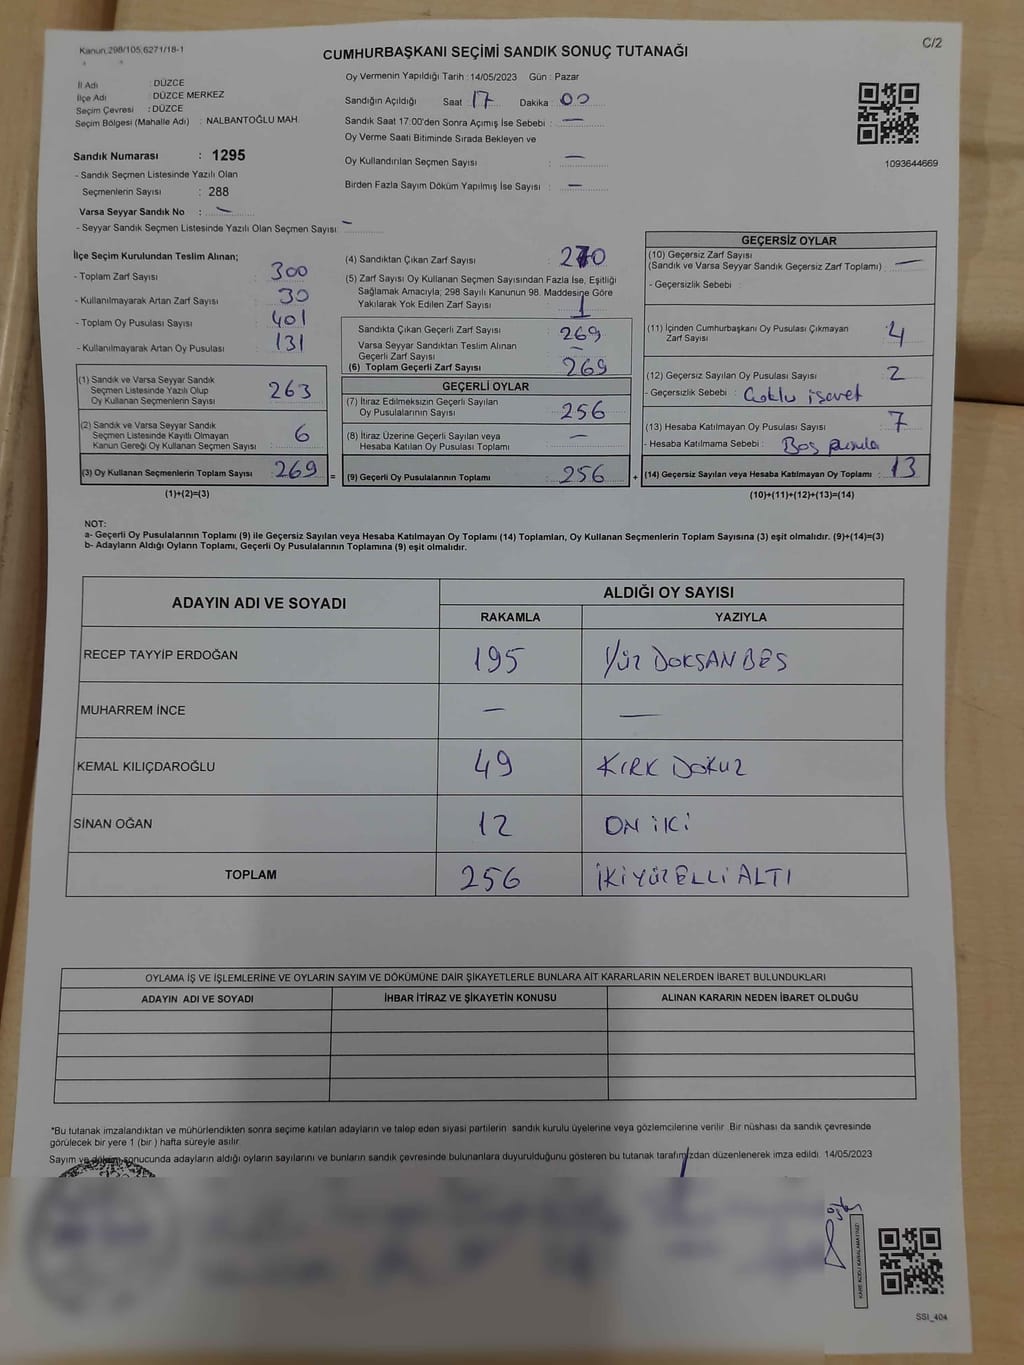 Kanun,298/105,6271/18-1
C/2
CUMHURBAŞKANI SEÇİMİ SANDIK SONUÇ TUTANAĞI
İl Adı : DÜZCE
İlçe Adı : DÜZCE MERKEZ
Seçim Çevresi : DÜZCE
Seçim Bölgesi (Mahalle Adı) : NALBANTOĞLU MAH.
Oy Vermenin Yapıldığı Tarih : 14/05/2023 Gün : Pazar
Sandığın Açıldığı Saat 17 Dakika 00
Sandık Saat 17:00'den Sonra Açımış İse Sebebi : —
Oy Verme Saati Bitiminde Sırada Bekleyen ve
Oy Kullandırılan Seçmen Sayısı : —
Birden Fazla Sayım Döküm Yapılmış İse Sayısı : —
1093644669
Sandık Numarası : 1295
- Sandık Seçmen Listesinde Yazılı Olan
Seçmenlerin Sayısı : 288
Varsa Seyyar Sandık No : —
- Seyyar Sandık Seçmen Listesinde Yazılı Olan Seçmen Sayısı: —
İlçe Seçim Kurulundan Teslim Alınan;
- Toplam Zarf Sayısı 300
- Kullanılmayarak Artan Zarf Sayısı 30
- Toplam Oy Pusulası Sayısı 401
- Kullanılmayarak Artan Oy Pusulası 131
(1) Sandık ve Varsa Seyyar Sandık
Seçmen Listesinde Yazılı Olup
Oy Kullanan Seçmenlerin Sayısı 263
(2) Sandık ve Varsa Seyyar Sandık
Seçmen Listesinde Kayıtlı Olmayan
Kanun Gereği Oy Kullanan Seçmen Sayısı 6
(3) Oy Kullanan Seçmenlerin Toplam Sayısı 269 =
(1)+(2)=(3)
(4) Sandıktan Çıkan Zarf Sayısı : 270
(5) Zarf Sayısı Oy Kullanan Seçmen Sayısından Fazla İse, Eşitliği
Sağlamak Amacıyla; 298 Sayılı Kanunun 98. Maddesine Göre
Yakılarak Yok Edilen Zarf Sayısı 1
Sandıkta Çıkan Geçerli Zarf Sayısı 269
Varsa Seyyar Sandıktan Teslim Alınan
Geçerli Zarf Sayısı —
(6) Toplam Geçerli Zarf Sayısı 269
GEÇERLİ OYLAR
(7) İtiraz Edilmeksizin Geçerli Sayılan
Oy Pusulalarının Sayısı 256
(8) İtiraz Üzerine Geçerli Sayılan veya
Hesaba Katılan Oy Pusulası Toplamı —
(9) Geçerli Oy Pusulalarının Toplamı 256 +
GEÇERSİZ OYLAR
(10) Geçersiz Zarf Sayısı
(Sandık ve Varsa Seyyar Sandık Geçersiz Zarf Toplamı) : —
- Geçersizlik Sebebi :
(11) İçinden Cumhurbaşkanı Oy Pusulası Çıkmayan
Zarf Sayısı 4
(12) Geçersiz Sayılan Oy Pusulası Sayısı 2
- Geçersizlik Sebebi : Çoklu işaret
(13) Hesaba Katılmayan Oy Pusulası Sayısı 7
- Hesaba Katılmama Sebebi : Boş pusula
(14) Geçersiz Sayılan veya Hesaba Katılmayan Oy Toplamı : 13
(10)+(11)+(12)+(13)=(14)
NOT:
a- Geçerli Oy Pusulalarının Toplamı (9) ile Geçersiz Sayılan veya Hesaba Katılmayan Oy Toplamı (14) Toplamları, Oy Kullanan Seçmenlerin Toplam Sayısına (3) eşit olmalıdır. (9)+(14)=(3)
b- Adayların Aldığı Oyların Toplamı, Geçerli Oy Pusulalarının Toplamına (9) eşit olmalıdır.
ADAYIN ADI VE SOYADI ALDIĞI OY SAYISI
RAKAMLA YAZIYLA
RECEP TAYYİP ERDOĞAN 195 YÜZ DOKSAN BEŞ
MUHARREM İNCE — —
KEMAL KILIÇDAROĞLU 49 KIRK DOKUZ
SİNAN OĞAN 12 ON İKİ
TOPLAM 256 İKİ YÜZ ELLİ ALTI
OYLAMA İŞ VE İŞLEMLERİNE VE OYLARIN SAYIM VE DÖKÜMÜNE DAİR ŞİKAYETLERLE BUNLARA AİT KARARLARIN NELERDEN İBARET BULUNDUKLARI
ADAYIN ADI VE SOYADI İHBAR İTİRAZ VE ŞİKAYETİN KONUSU ALINAN KARARIN NEDEN İBARET OLDUĞU
*Bu tutanak imzalandıktan ve mühürlendikten sonra seçime katılan adayların ve talep eden siyasi partilerin sandık kurulu üyelerine veya gözlemcilerine verilir. Bir nüshası da sandık çevresinde
görülecek bir yere 1 (bir ) hafta süreyle asılır.
Sayım ve döküm sonucunda adayların aldığı oyların sayılarını ve bunların sandık çevresinde bulunanlara duyurulduğunu gösteren bu tutanak tarafımızdan düzenlenerek imza edildi. 14/05/2023
KARE KODU KARALAMAYINIZ!
SSI_404